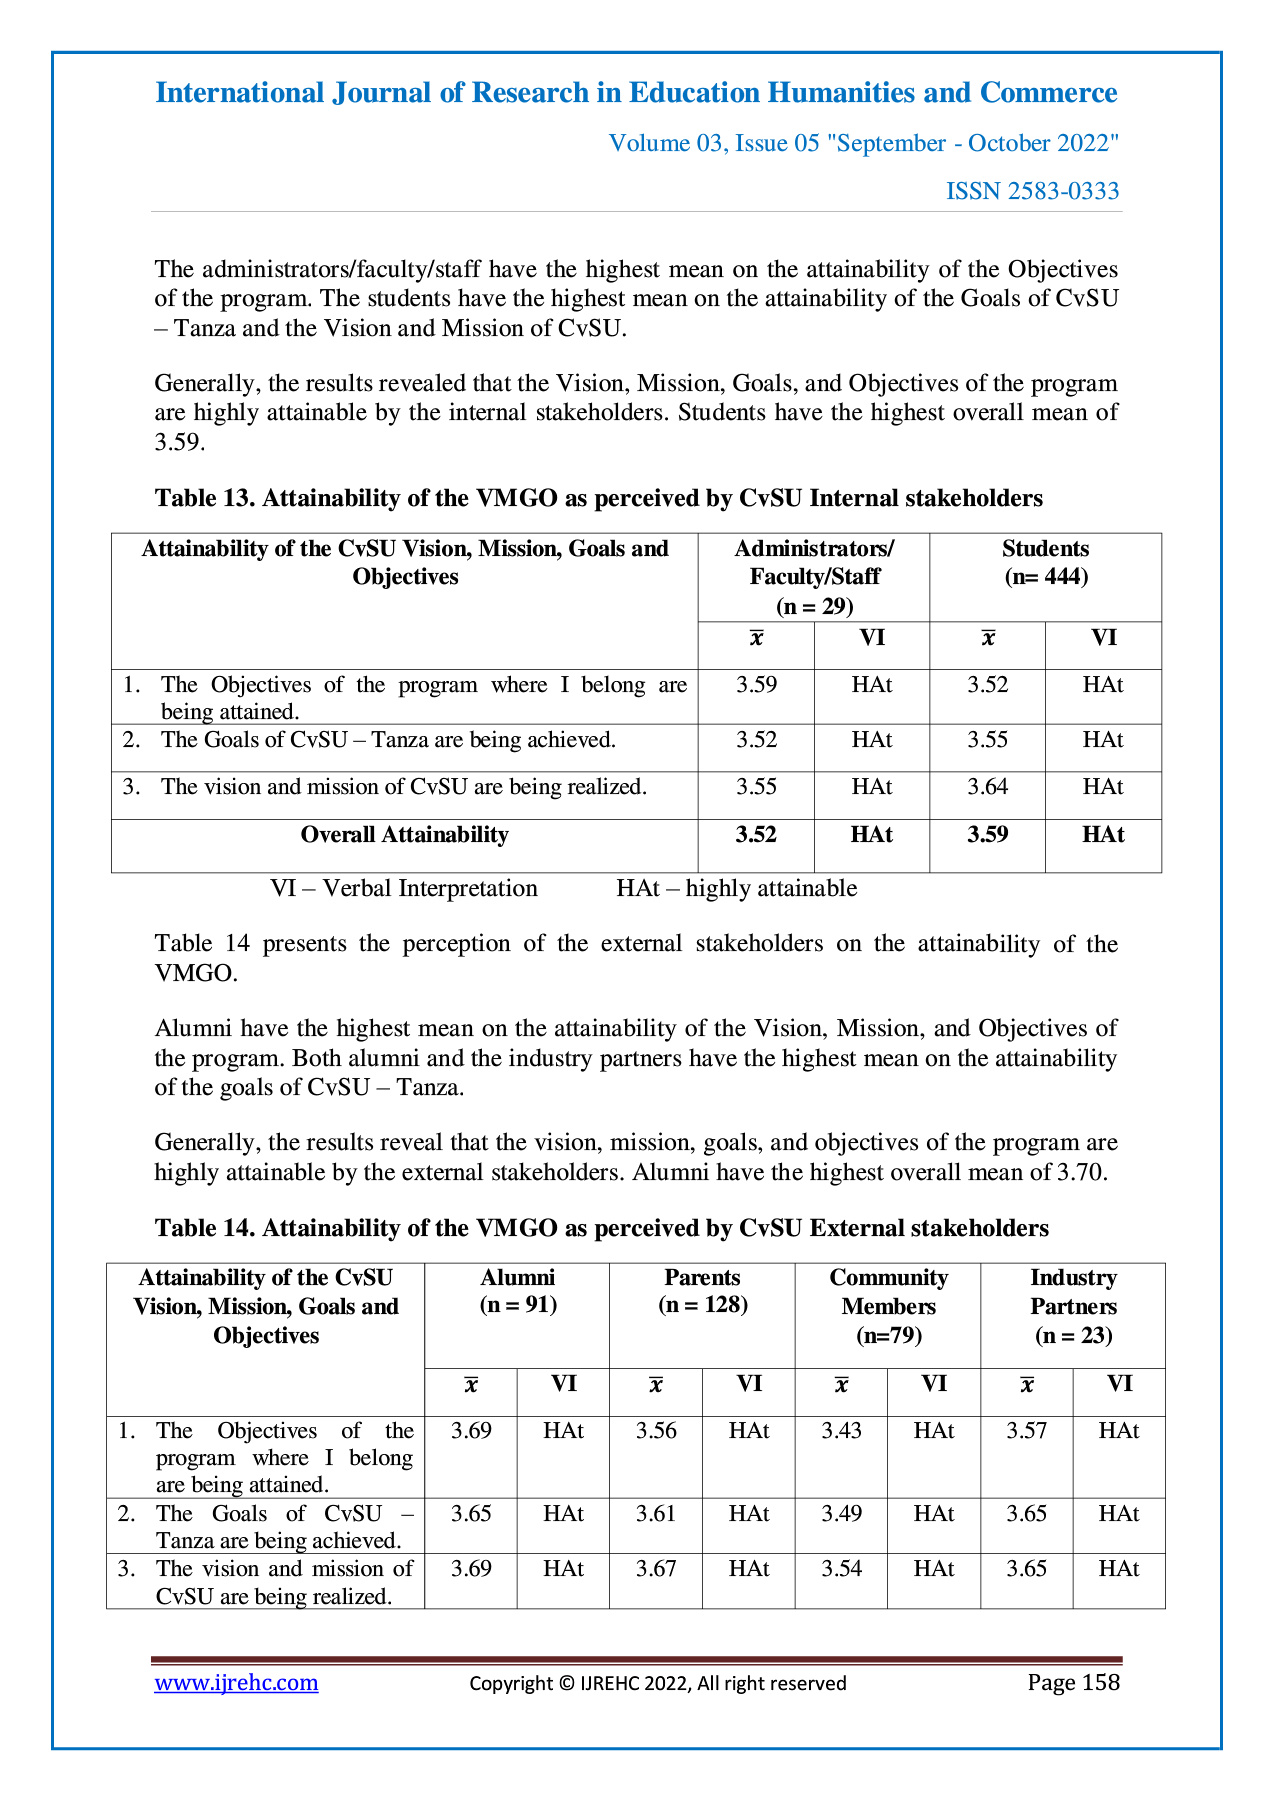 International Journal of Research in Education Humanities and Commerce
Volume 03, Issue 05 "September - October 2022"
ISSN 2583-0333
The administrators/faculty/staff have the highest mean on the attainability of the Objectives
of the program. The students have the highest mean on the attainability of the Goals of CvSU
– Tanza and the Vision and Mission of CvSU.
Generally, the results revealed that the Vision, Mission, Goals, and Objectives of the program
are highly attainable by the internal stakeholders. Students have the highest overall mean of
3.59.
Table 13. Attainability of the VMGO as perceived by CvSU Internal stakeholders
Attainability of the CvSU Vision, Mission, Goals and
Objectives
Administrators/
Faculty/Staff
(n = 29)
Students
(n= 444)
x̅ VI x̅ VI
1. The Objectives of the program where I belong are
being attained.
3.59 HAt 3.52 HAt
2. The Goals of CvSU – Tanza are being achieved. 3.52 HAt 3.55 HAt
3. The vision and mission of CvSU are being realized. 3.55 HAt 3.64 HAt
Overall Attainability 3.52 HAt 3.59 HAt
VI – Verbal Interpretation HAt – highly attainable
Table 14 presents the perception of the external stakeholders on the attainability of the
VMGO.
Alumni have the highest mean on the attainability of the Vision, Mission, and Objectives of
the program. Both alumni and the industry partners have the highest mean on the attainability
of the goals of CvSU – Tanza.
Generally, the results reveal that the vision, mission, goals, and objectives of the program are
highly attainable by the external stakeholders. Alumni have the highest overall mean of 3.70.
Table 14. Attainability of the VMGO as perceived by CvSU External stakeholders
Attainability of the CvSU
Vision, Mission, Goals and
Objectives
Alumni
(n = 91)
Parents
(n = 128)
Community
Members
(n=79)
Industry
Partners
(n = 23)
x̅ VI x̅ VI x̅ VI x̅ VI
1. The Objectives of the
program where I belong
are being attained.
3.69 HAt 3.56 HAt 3.43 HAt 3.57 HAt
2. The Goals of CvSU –
Tanza are being achieved.
3.65 HAt 3.61 HAt 3.49 HAt 3.65 HAt
3. The vision and mission of
CvSU are being realized.
3.69 HAt 3.67 HAt 3.54 HAt 3.65 HAt
www.ijrehc.com Copyright © IJREHC 2022, All right reserved Page 158